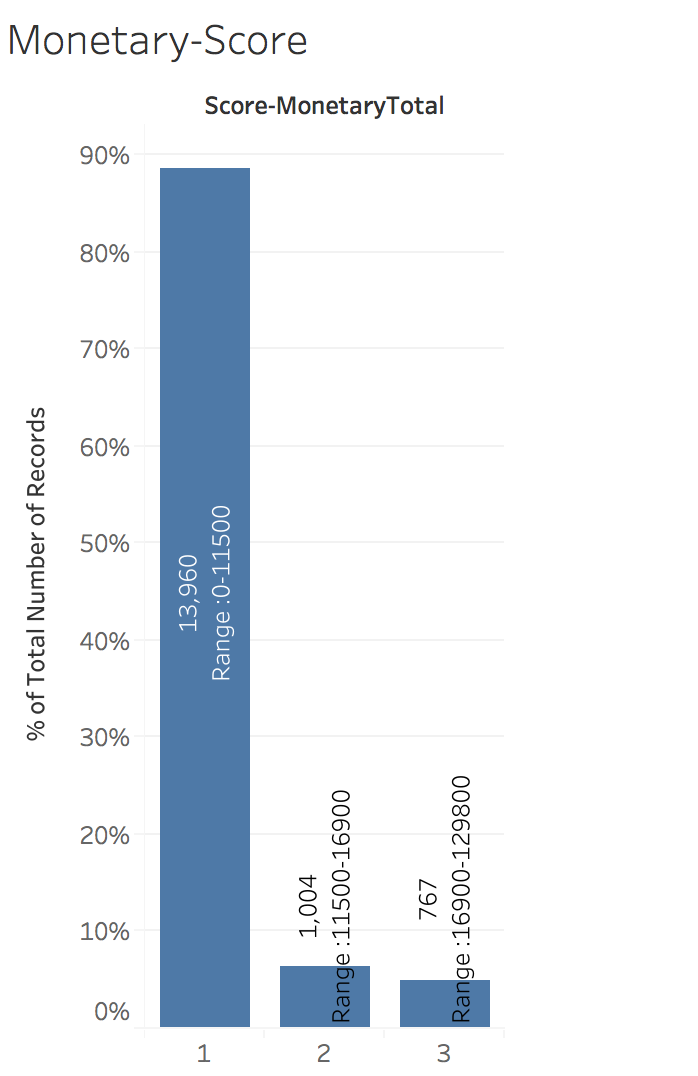 Monetary-Score
Score-MonetaryTotal
% of Total Number of Records
90%
80%
70%
60%
50%
40%
30%
20%
10%
0%
13,960
Range :0-11500
1,004
Range :11500-16900
767
Range :16900-129800
1
2
3